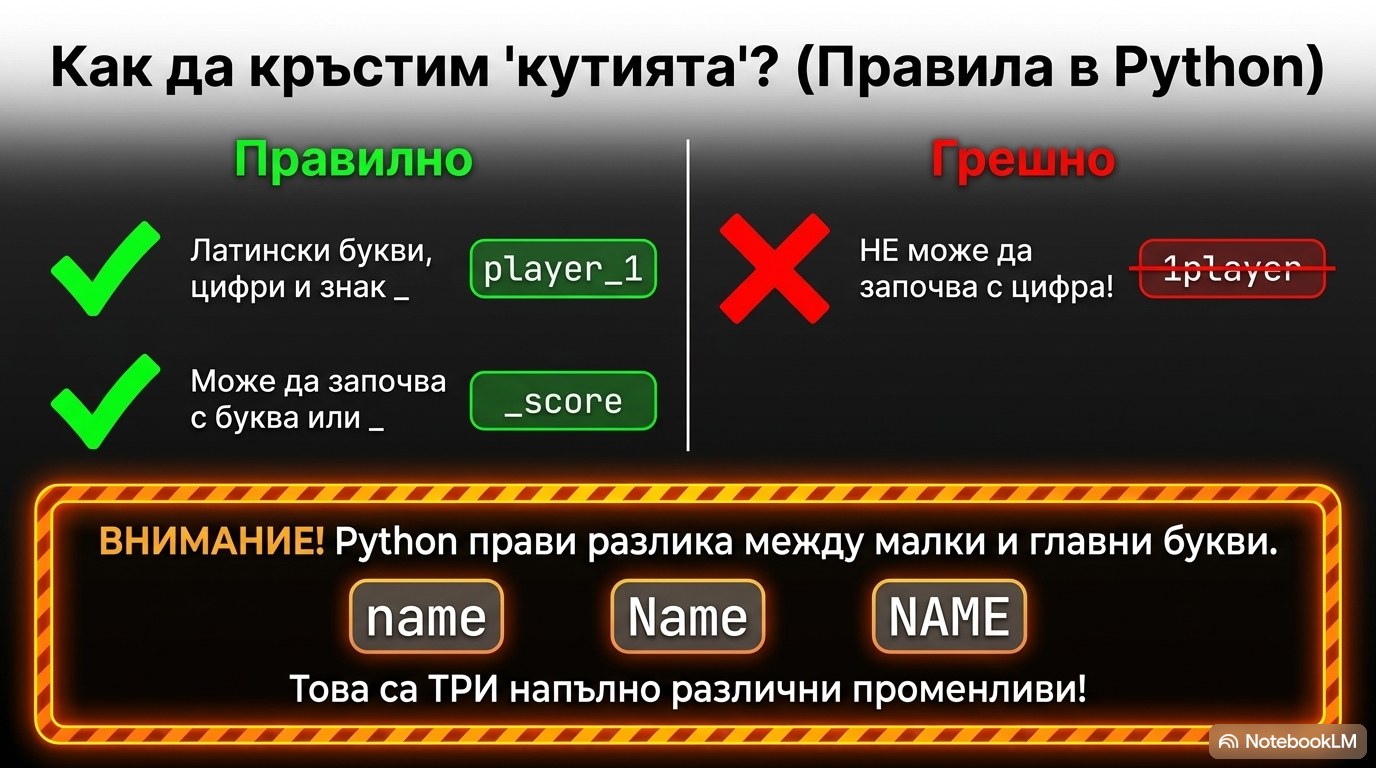 Как да кръстим 'кутията'? (Правила в Python)
Правилно
Латински букви,
цифри и знак _
player_1
Може да започва
с буква или _
_score
Грешно
НЕ може да
започва с цифра!
1player
ВНИМАНИЕ! Python прави разлика между малки и главни букви.
name
Name
NAME
Това са ТРИ напълно различни променливи!
NotebookLM